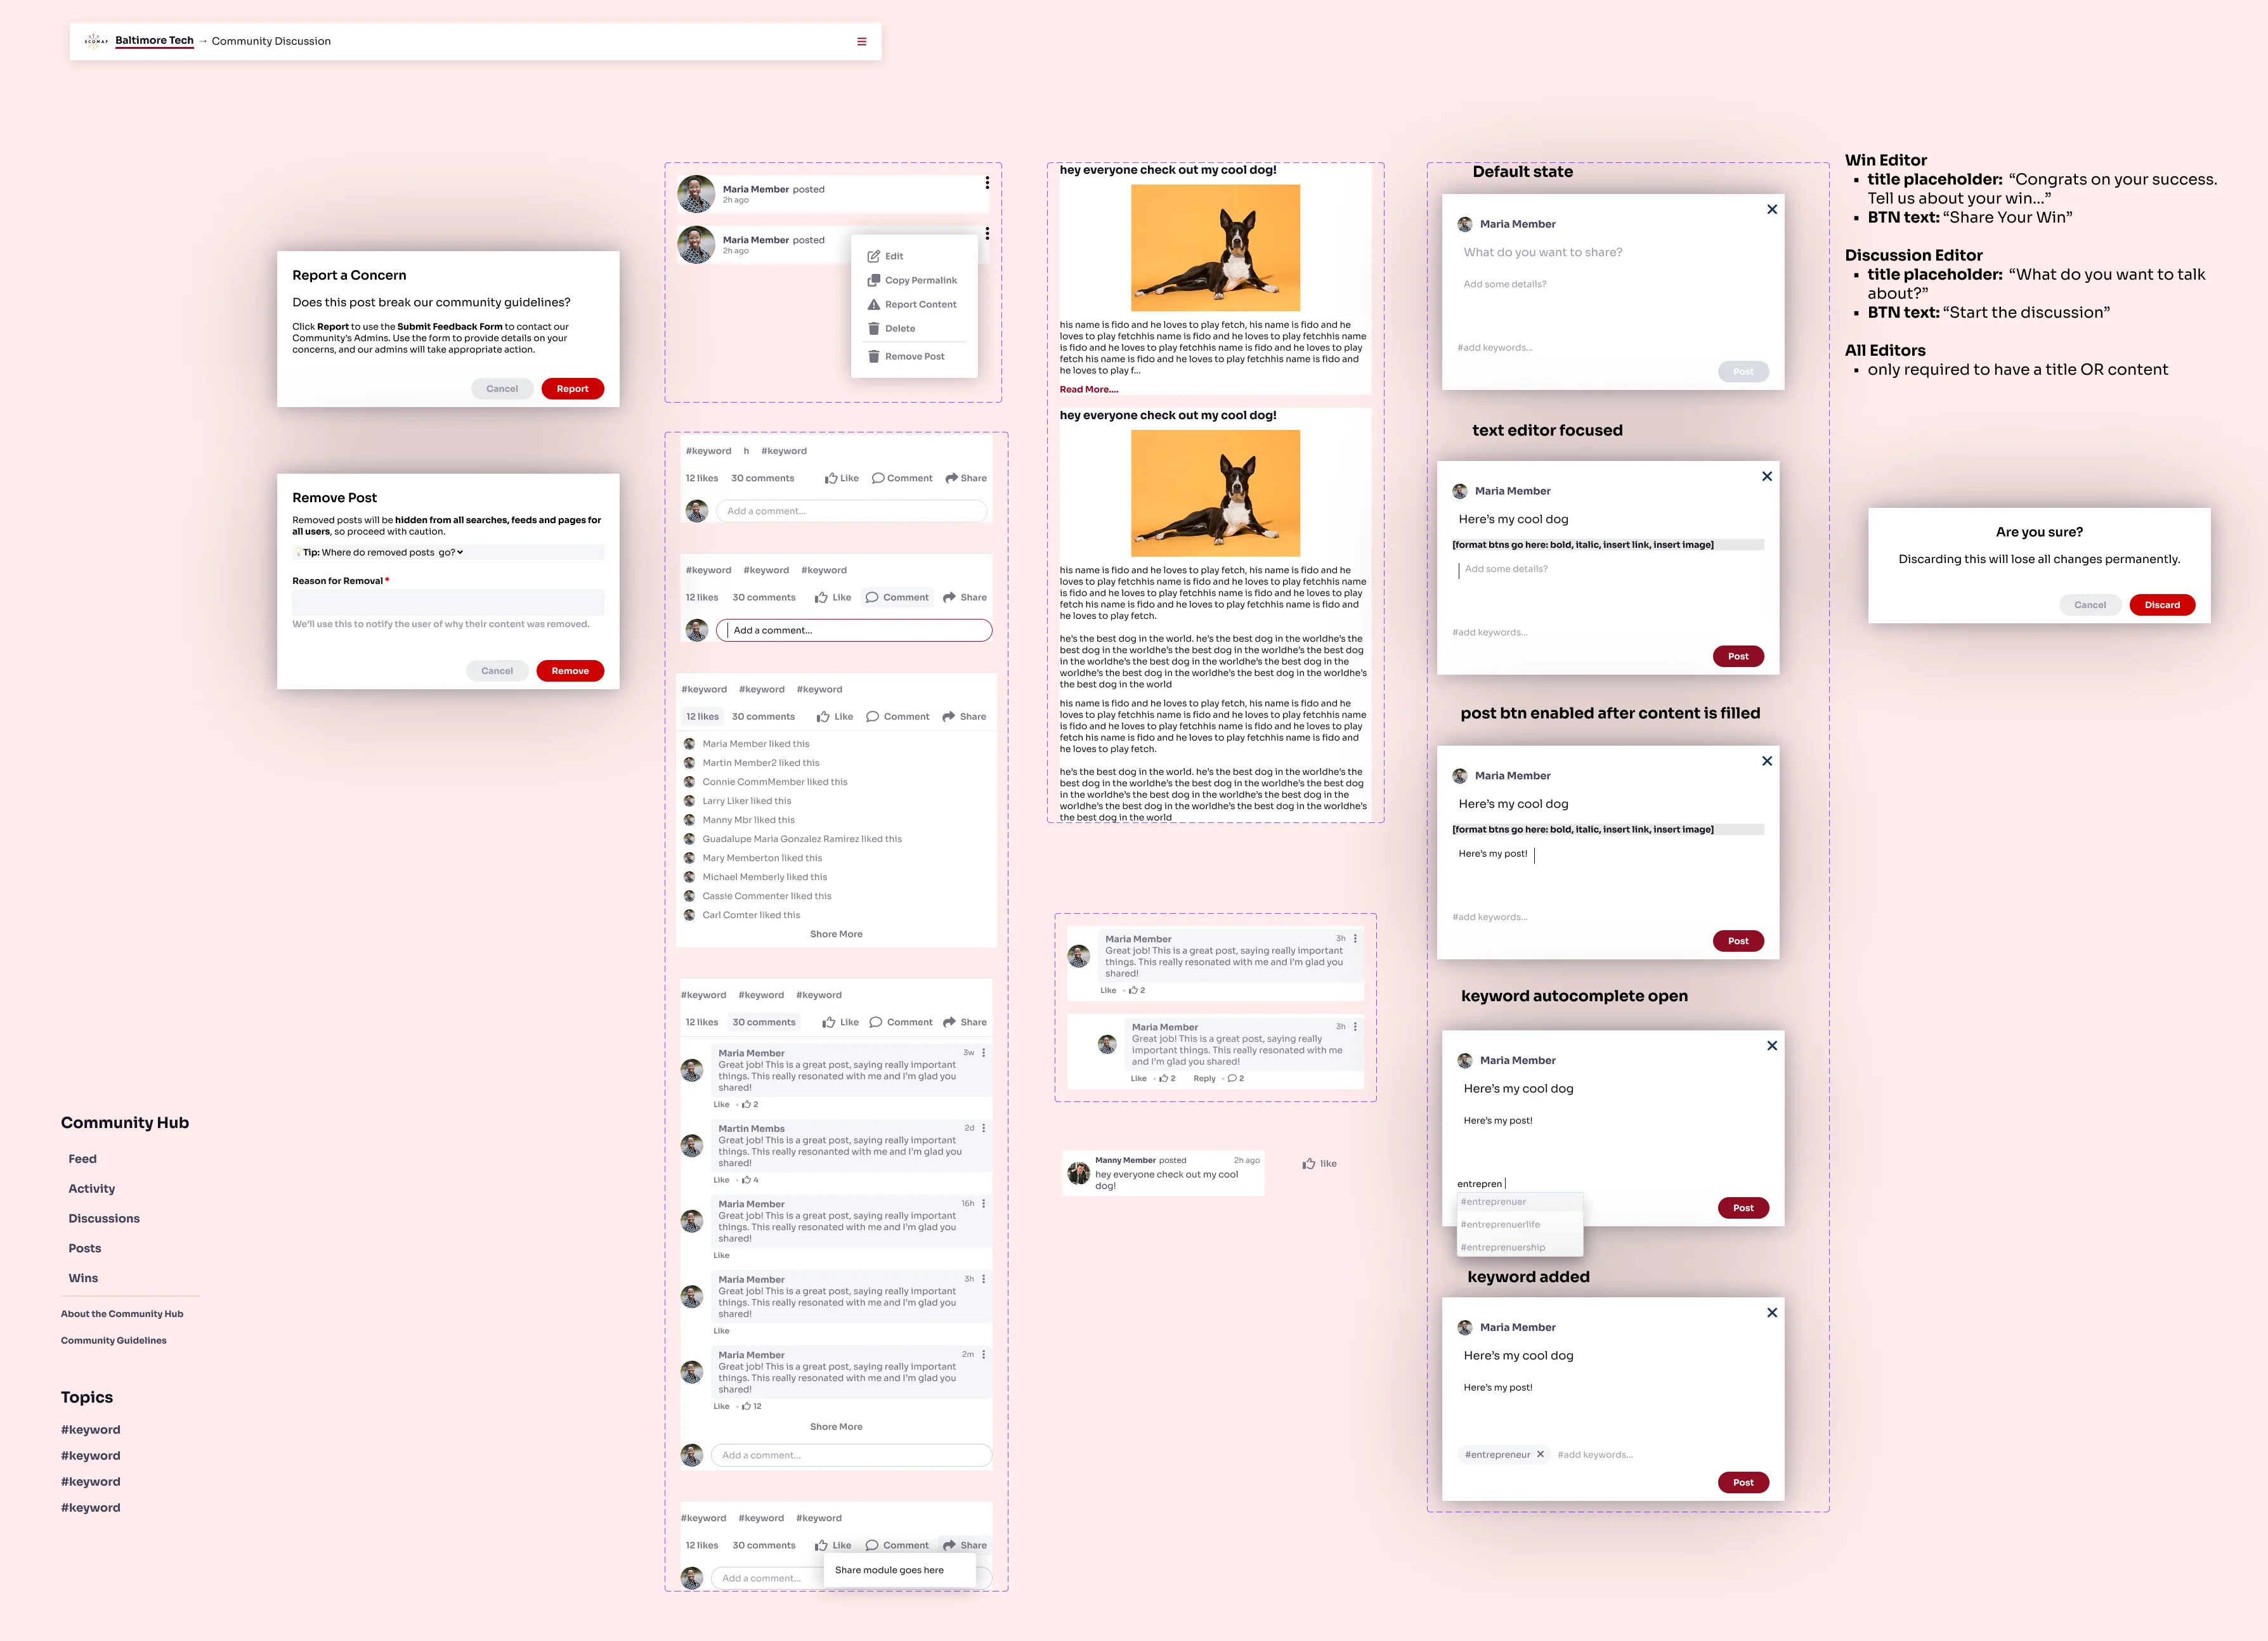 ECOMAP Baltimore Tech → Community Discussion
Report a Concern
Does this post break our community guidelines?
Click Report to use the Submit Feedback Form to contact our
Community's Admins. Use the form to provide details on your
concerns, and our admins will take appropriate action.
Cancel Report
Remove Post
Removed posts will be hidden from all searches, feeds and pages for
all users, so proceed with caution.
Tip: Where do removed posts go?
Reason for Removal *
We'll use this to notify the user of why their content was removed.
Cancel Remove
Community Hub
Feed
Activity
Discussions
Posts
Wins
About the Community Hub
Community Guidelines
Topics
#keyword
#keyword
#keyword
#keyword
Maria Member posted
2h ago
Maria Member posted
2h ago
Edit
Copy Permalink
Report Content
Delete
Remove Post
#keyword h #keyword
12 likes 30 comments Like Comment Share
Add a comment...
#keyword #keyword #keyword
12 likes 30 comments Like Comment Share
Add a comment...
#keyword #keyword #keyword
12 likes 30 comments Like Comment Share
Maria Member liked this
Martin Member2 liked this
Connie CommMember liked this
Larry Liker liked this
Manny Mbr liked this
Guadalupe Maria Gonzalez Ramirez liked this
Mary Memberton liked this
Michael Memberly liked this
Cassie Commenter liked this
Carl Comter liked this
Shore More
#keyword #keyword #keyword
12 likes 30 comments Like Comment Share
Maria Member 3w
Great job! This is a great post, saying really important
things. This really resonated with me and I'm glad you
shared!
Like • 2
Martin Membs 2d
Great job! This is a great post, saying really important
things. This really resonanted with me and I'm glad you
shared!
Like • 4
Maria Member 16h
Great job! This is a great post, saying really important
things. This really resonated with me and I'm glad you
shared!
Like
Maria Member 3h
Great job! This is a great post, saying really important
things. This really resonated with me and I'm glad you
shared!
Like
Maria Member 2m
Great job! This is a great post, saying really important
things. This really resonated with me and I'm glad you
shared!
Like • 12
Shore More
Add a comment...
#keyword #keyword #keyword
12 likes 30 comments Like Comment Share
Add a comment...
Share module goes here
hey everyone check out my cool dog!
his name is fido and he loves to play fetch, his name is fido and he
loves to play fetchhis name is fido and he loves to play fetchhis name
is fido and he loves to play fetchhis name is fido and he loves to play
fetch his name is fido and he loves to play fetchhis name is fido and
he loves to play f...
Read More....
hey everyone check out my cool dog!
his name is fido and he loves to play fetch, his name is fido and he
loves to play fetchhis name is fido and he loves to play fetchhis name
is fido and he loves to play fetchhis name is fido and he loves to play
fetch his name is fido and he loves to play fetchhis name is fido and
he loves to play fetch.
he's the best dog in the world. he's the best dog in the worldhe's the
best dog in the worldhe's the best dog in the worldhe's the best dog
in the worldhe's the best dog in the worldhe's the best dog in the
worldhe's the best dog in the worldhe's the best dog in the worldhe's
the best dog in the world
his name is fido and he loves to play fetch, his name is fido and he
loves to play fetchhis name is fido and he loves to play fetchhis name
is fido and he loves to play fetchhis name is fido and he loves to play
fetch his name is fido and he loves to play fetchhis name is fido and
he loves to play fetch.
he's the best dog in the world. he's the best dog in the worldhe's the
best dog in the worldhe's the best dog in the worldhe's the best dog
in the worldhe's the best dog in the worldhe's the best dog in the
worldhe's the best dog in the worldhe's the best dog in the worldhe's
the best dog in the world
Maria Member 3h
Great job! This is a great post, saying really important
things. This really resonated with me and I'm glad you
shared!
Like • 2
Maria Member 3h
Great job! This is a great post, saying really
important things. This really resonated with me
and I'm glad you shared!
Like • 2 Reply • 2
Manny Member posted 2h ago
hey everyone check out my cool
dog!
like
Default state
Maria Member
What do you want to share?
Add some details?
#add keywords...
Post
text editor focused
Maria Member
Here's my cool dog
[format btns go here: bold, italic, insert link, insert image]
Add some details?
#add keywords...
Post
post btn enabled after content is filled
Maria Member
Here's my cool dog
[format btns go here: bold, italic, insert link, insert image]
Here's my post!
#add keywords...
Post
keyword autocomplete open
Maria Member
Here's my cool dog
Here's my post!
entrepren
#entreprenuer
#entreprenuerlife
#entreprenuership
Post
keyword added
Maria Member
Here's my cool dog
Here's my post!
#entrepreneur #add keywords...
Post
Win Editor
▪ title placeholder: “Congrats on your success.
Tell us about your win...”
▪ BTN text: “Share Your Win”
Discussion Editor
▪ title placeholder: “What do you want to talk
about?”
▪ BTN text: “Start the discussion”
All Editors
▪ only required to have a title OR content
Are you sure?
Discarding this will lose all changes permanently.
Cancel Discard